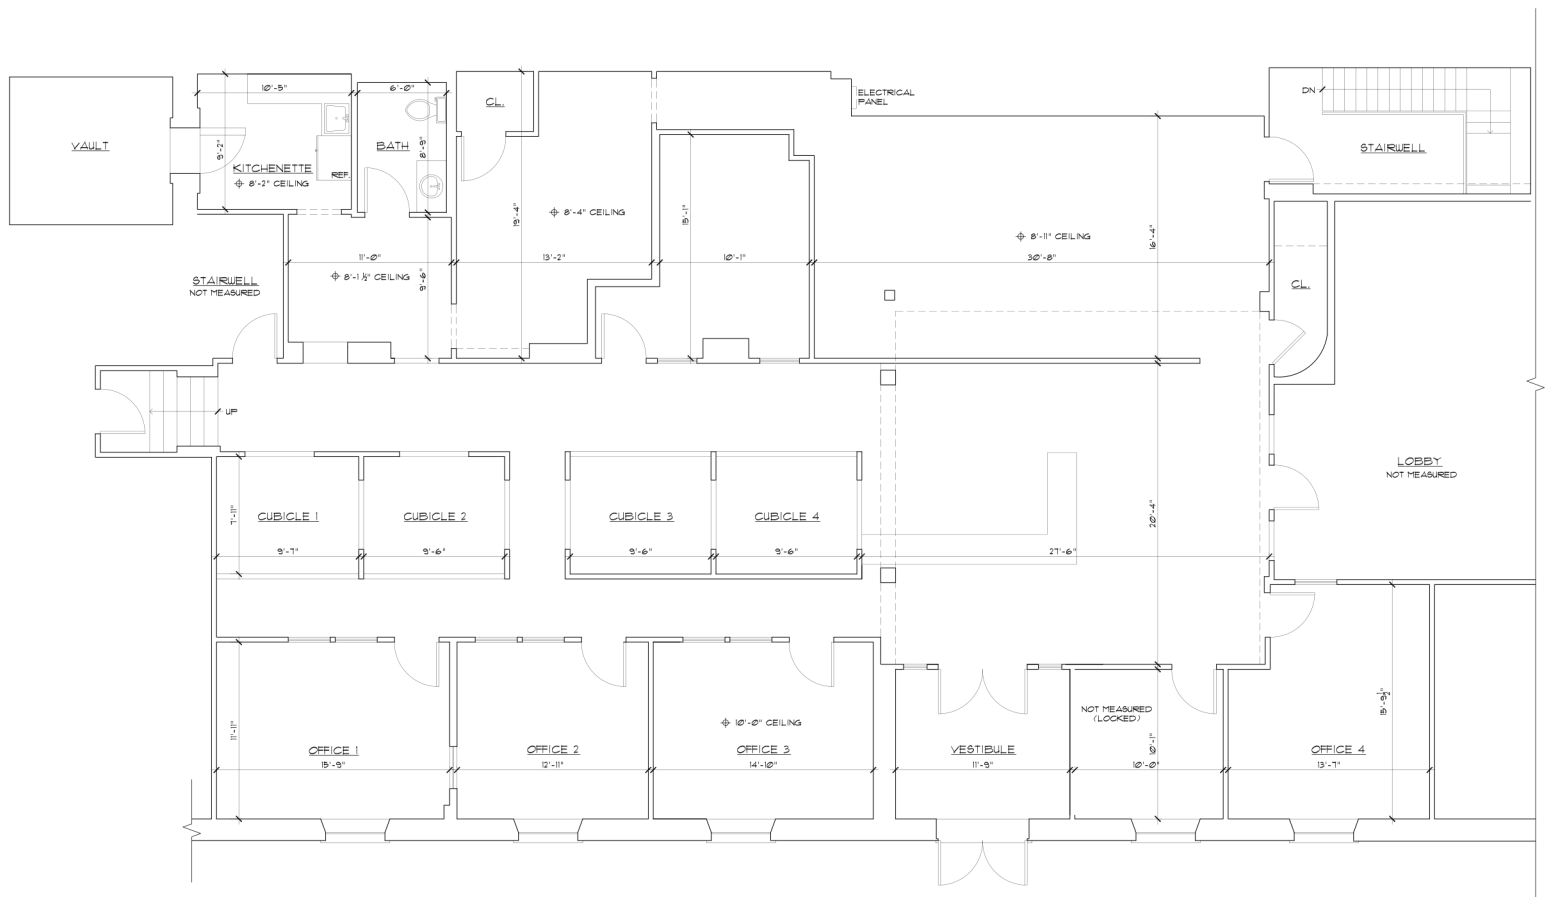 10'-5"
6'-0"
CL.
DN
ELECTRICAL
PANEL
VAULT
9'-2"
BATH
8'-9"
STAIRWELL
KITCHENETTE
8'-2" CEILING
REF.
19'-4"
8'-4" CEILING
15'-1"
8'-11" CEILING
16'-4"
11'-0"
13'-2"
10'-1"
30'-8"
STAIRWELL
NOT MEASURED
8'-1 ½" CEILING
9'-6"
CL.
UP
LOBBY
NOT MEASURED
7'-11"
CUBICLE 1
CUBICLE 2
CUBICLE 3
CUBICLE 4
20'-4"
9'-7"
9'-6"
9'-6"
9'-6"
27'-6"
11'-11"
10'-0" CEILING
NOT MEASURED
(LOCKED)
15'-9½"
OFFICE 1
OFFICE 2
OFFICE 3
VESTIBULE
10'-1"
OFFICE 4
15'-9"
12'-11"
14'-10"
11'-9"
10'-0"
13'-7"